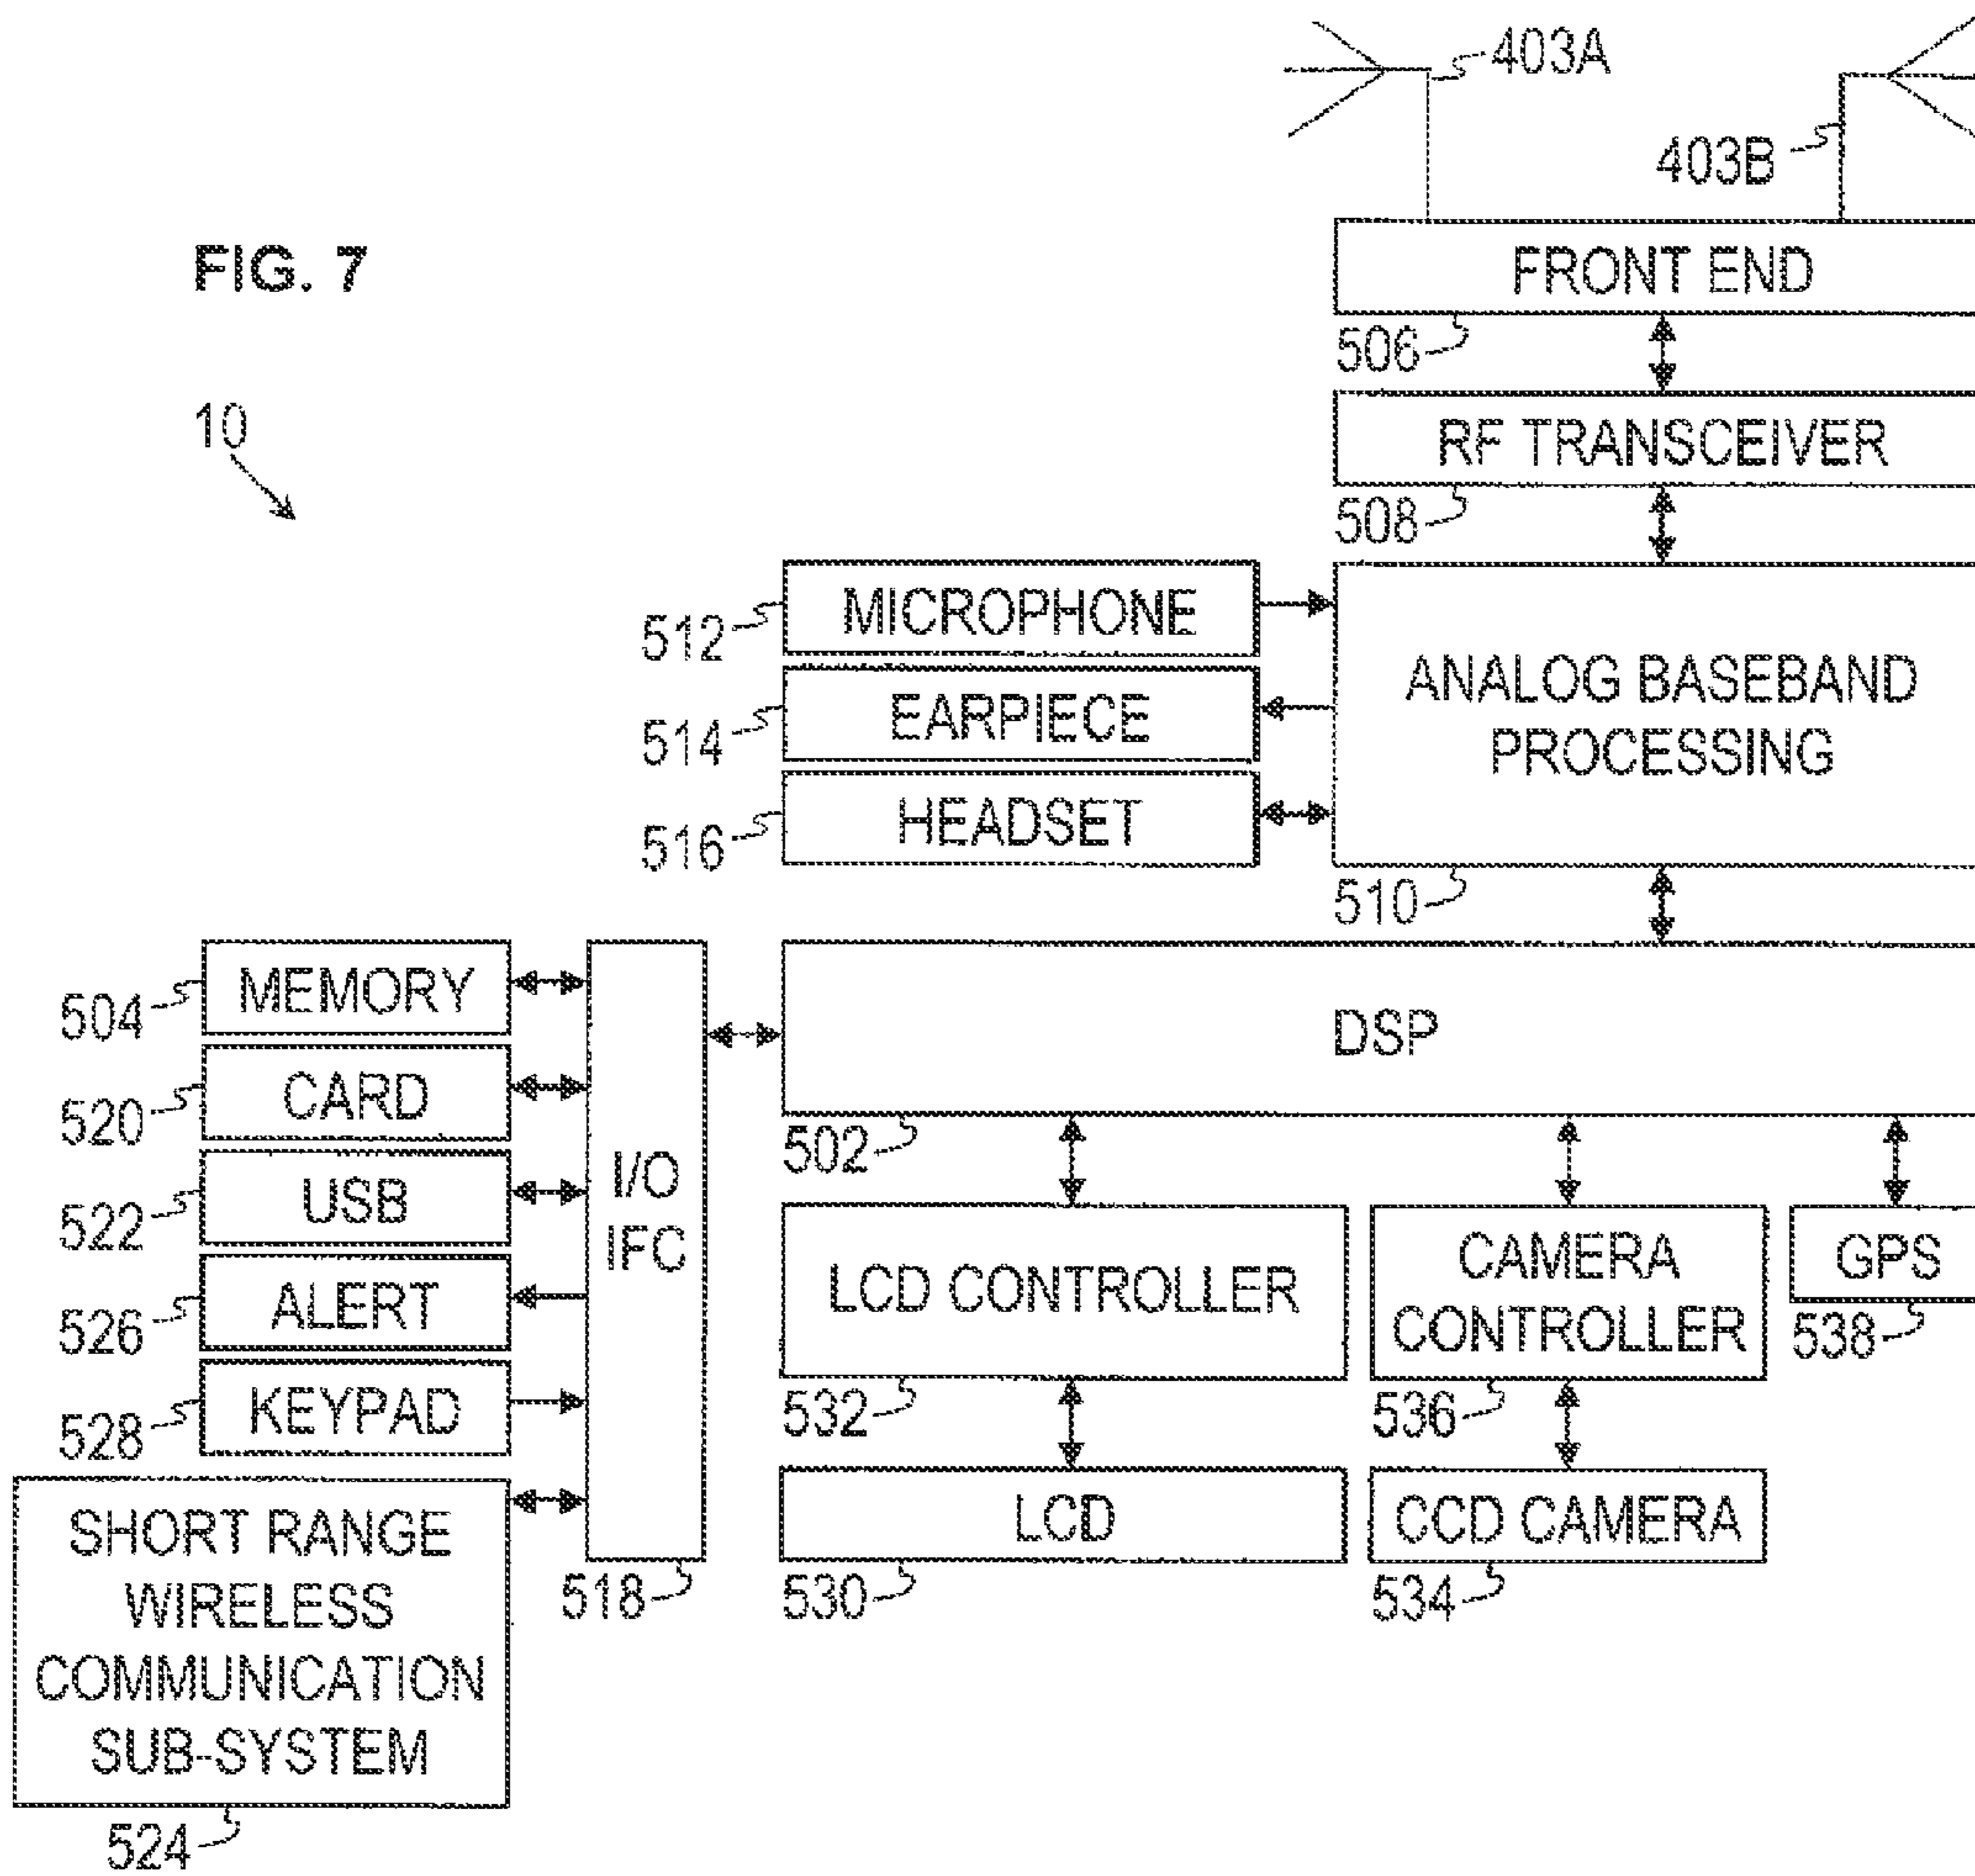 403A
403B
FIG. 7
FRONT END
506
10
RF TRANSCEIVER
508
MICROPHONE
512
ANALOG BASEBAND
PROCESSING
EARPIECE
514
HEADSET
516
510
MEMORY
504
DSP
CARD
520
502
I/O
IFC
USB
522
LCD CONTROLLER
CAMERA
CONTROLLER
GPS
538
ALERT
526
532
536
KEYPAD
528
LCD
CCD CAMERA
SHORT RANGE
WIRELESS
COMMUNICATION
SUB-SYSTEM
518
530
534
524